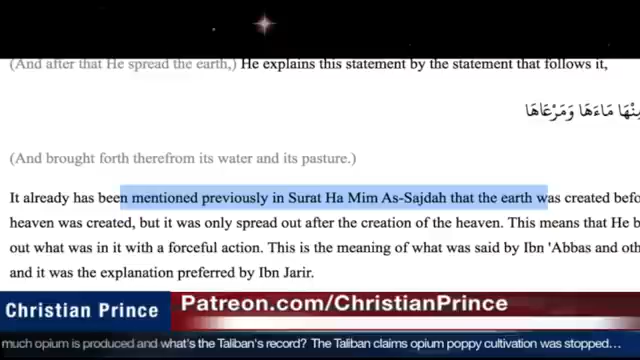 (And after that He spread the earth,) He explains this statement by the statement that follows it,
مَآءَهَا وَمَرْعَاهَا
(And brought forth therefrom its water and its pasture.)
It already has been mentioned previously in Surat Ha Mim As-Sajdah that the earth was created befo
heaven was created, but it was only spread out after the creation of the heaven. This means that He b
out what was in it with a forceful action. This is the meaning of what was said by Ibn 'Abbas and oth
and it was the explanation preferred by Ibn Jarir.
Christian Prince
Patreon.com/ChristianPrince
much opium is produced and what's the Taliban's record? The Taliban claims opium poppy cultivation was stopped…